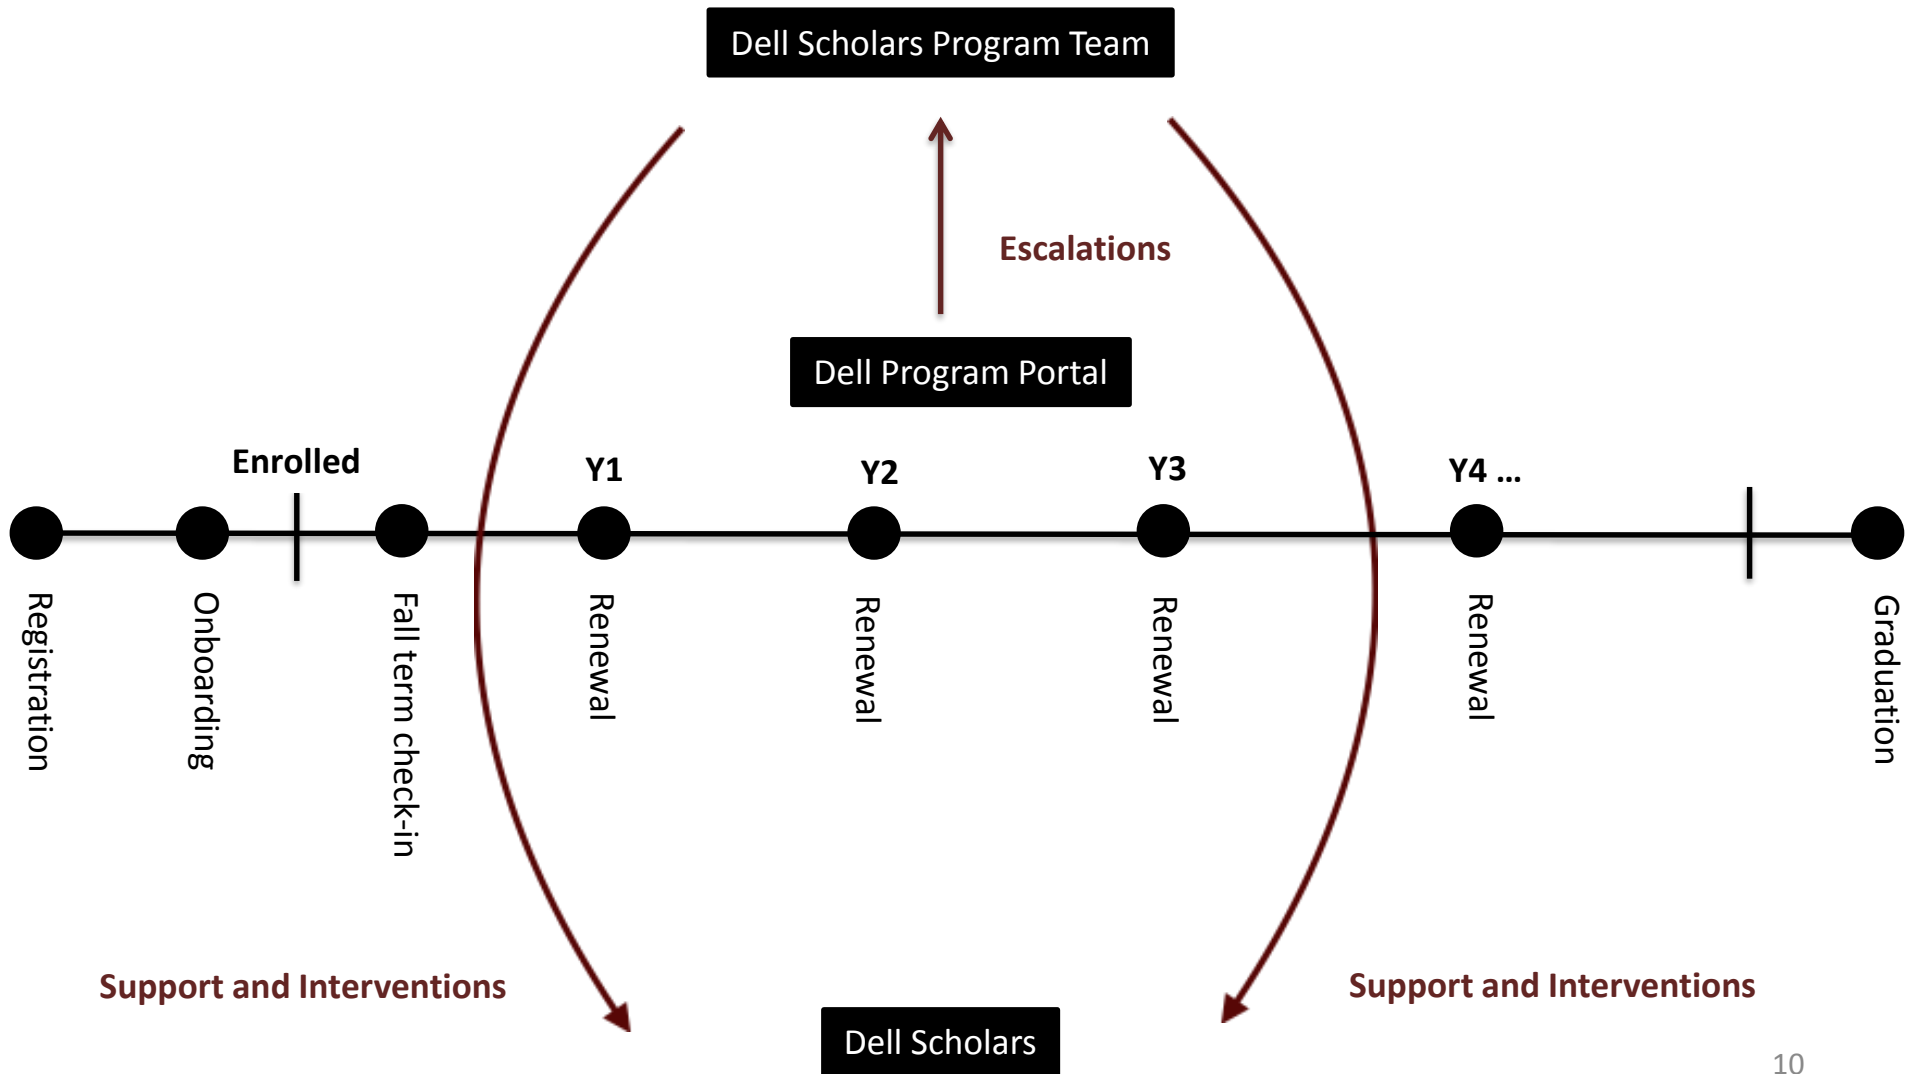 Dell Scholars Program Team
Escalations
Dell Program Portal
Enrolled
Y1
Y2
Y3
Y4 ...
Registration
Onboarding
Fall term check-in
Renewal
Renewal
Renewal
Renewal
Graduation
Support and Interventions
Support and Interventions
Dell Scholars
10